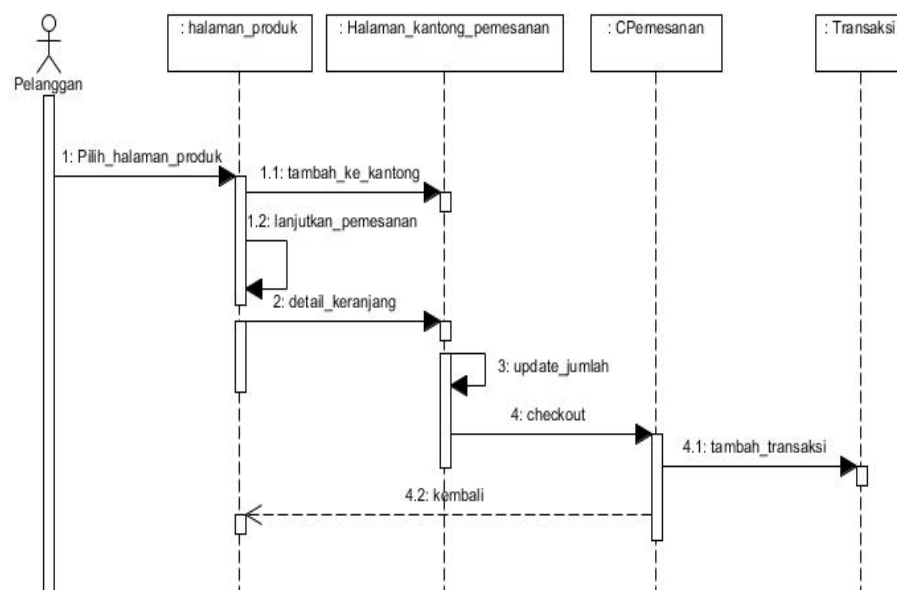 : halaman_produk
: Halaman_kantong_pemesanan
: CPemesanan
: Transaksi
Pelanggan
1: Pilih_halaman_produk
1.1: tambah_ke_kantong
1.2: lanjutkan_pemesanan
2: detail_keranjang
3: update_jumlah
4: checkout
4.1: tambah_transaksi
4.2: kembali